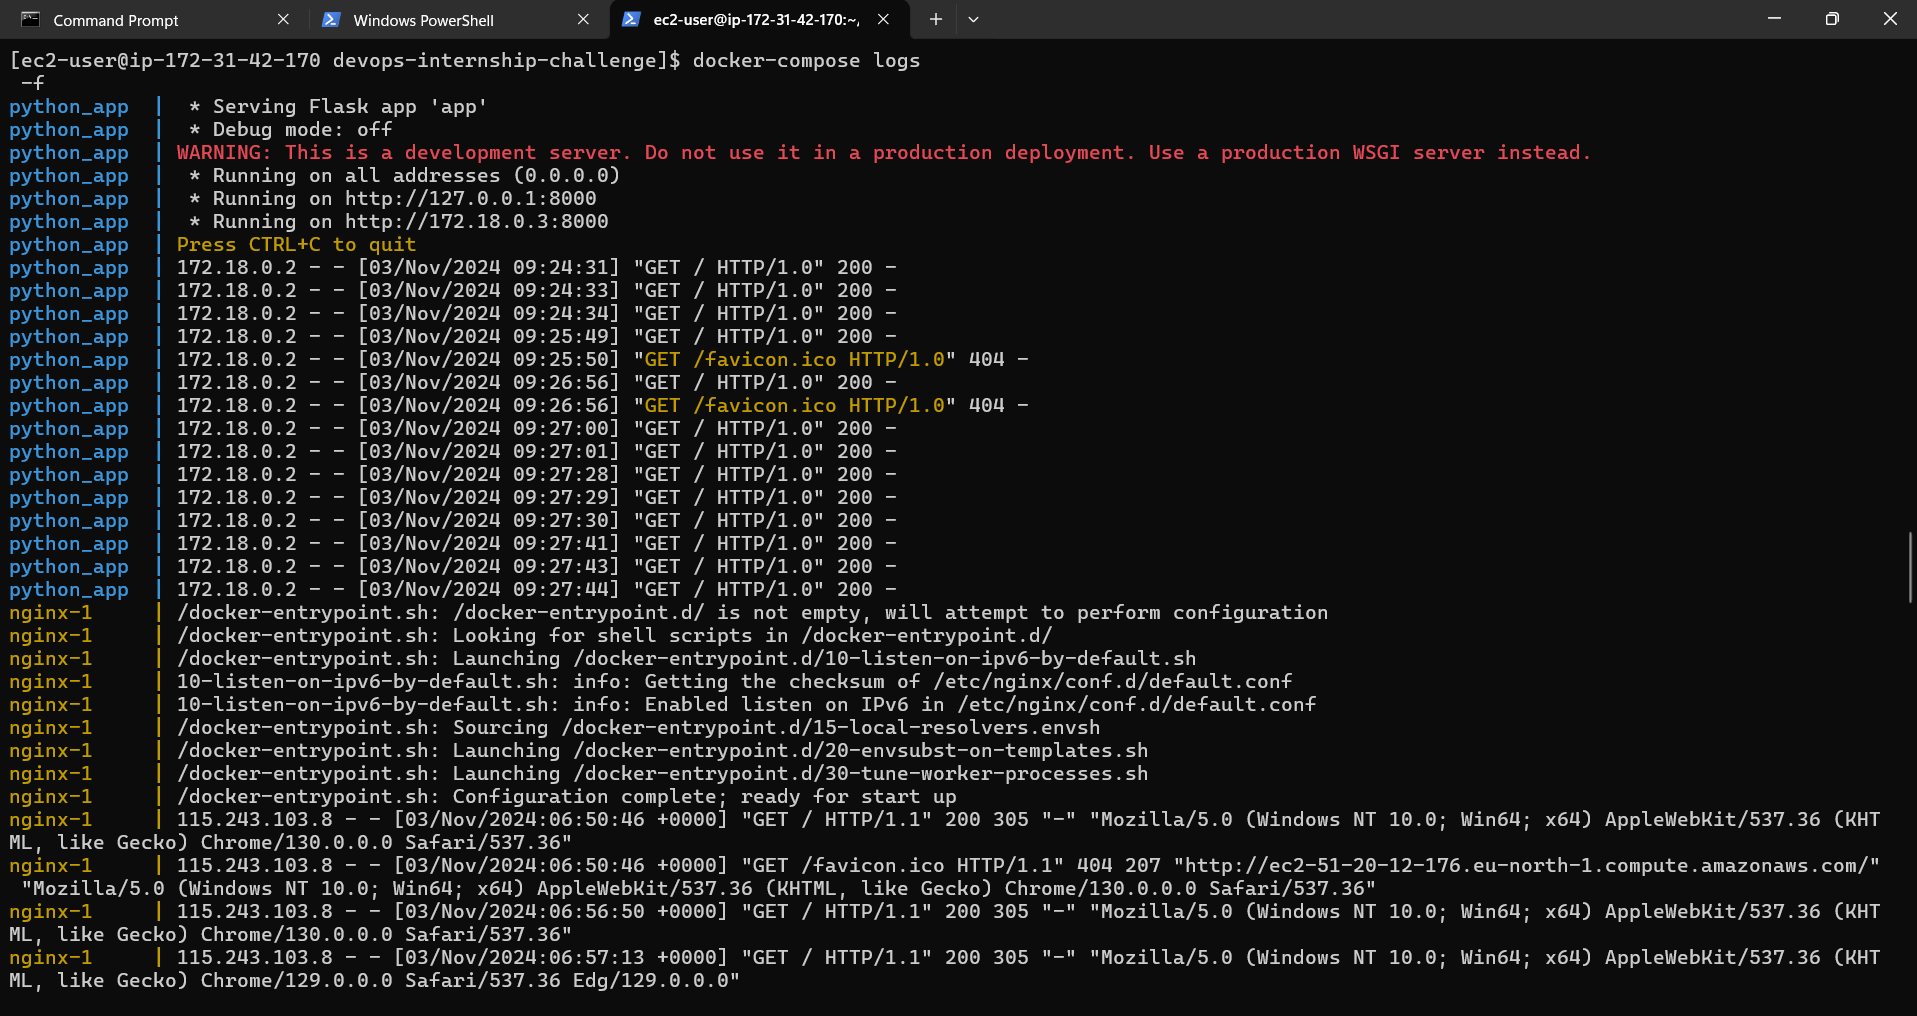 Command Prompt
Windows PowerShell
ec2-user@ip-172-31-42-170:~/
[ec2-user@ip-172-31-42-170 devops-internship-challenge]$ docker-compose logs
 -f
python_app  |  * Serving Flask app 'app'
python_app  |  * Debug mode: off
python_app  | WARNING: This is a development server. Do not use it in a production deployment. Use a production WSGI server instead.
python_app  |  * Running on all addresses (0.0.0.0)
python_app  |  * Running on http://127.0.0.1:8000
python_app  |  * Running on http://172.18.0.3:8000
python_app  | Press CTRL+C to quit
python_app  | 172.18.0.2 - - [03/Nov/2024 09:24:31] "GET / HTTP/1.0" 200 -
python_app  | 172.18.0.2 - - [03/Nov/2024 09:24:33] "GET / HTTP/1.0" 200 -
python_app  | 172.18.0.2 - - [03/Nov/2024 09:24:34] "GET / HTTP/1.0" 200 -
python_app  | 172.18.0.2 - - [03/Nov/2024 09:25:49] "GET / HTTP/1.0" 200 -
python_app  | 172.18.0.2 - - [03/Nov/2024 09:25:50] "GET /favicon.ico HTTP/1.0" 404 -
python_app  | 172.18.0.2 - - [03/Nov/2024 09:26:56] "GET / HTTP/1.0" 200 -
python_app  | 172.18.0.2 - - [03/Nov/2024 09:26:56] "GET /favicon.ico HTTP/1.0" 404 -
python_app  | 172.18.0.2 - - [03/Nov/2024 09:27:00] "GET / HTTP/1.0" 200 -
python_app  | 172.18.0.2 - - [03/Nov/2024 09:27:01] "GET / HTTP/1.0" 200 -
python_app  | 172.18.0.2 - - [03/Nov/2024 09:27:28] "GET / HTTP/1.0" 200 -
python_app  | 172.18.0.2 - - [03/Nov/2024 09:27:29] "GET / HTTP/1.0" 200 -
python_app  | 172.18.0.2 - - [03/Nov/2024 09:27:30] "GET / HTTP/1.0" 200 -
python_app  | 172.18.0.2 - - [03/Nov/2024 09:27:41] "GET / HTTP/1.0" 200 -
python_app  | 172.18.0.2 - - [03/Nov/2024 09:27:43] "GET / HTTP/1.0" 200 -
python_app  | 172.18.0.2 - - [03/Nov/2024 09:27:44] "GET / HTTP/1.0" 200 -
nginx-1     | /docker-entrypoint.sh: /docker-entrypoint.d/ is not empty, will attempt to perform configuration
nginx-1     | /docker-entrypoint.sh: Looking for shell scripts in /docker-entrypoint.d/
nginx-1     | /docker-entrypoint.sh: Launching /docker-entrypoint.d/10-listen-on-ipv6-by-default.sh
nginx-1     | 10-listen-on-ipv6-by-default.sh: info: Getting the checksum of /etc/nginx/conf.d/default.conf
nginx-1     | 10-listen-on-ipv6-by-default.sh: info: Enabled listen on IPv6 in /etc/nginx/conf.d/default.conf
nginx-1     | /docker-entrypoint.sh: Sourcing /docker-entrypoint.d/15-local-resolvers.envsh
nginx-1     | /docker-entrypoint.sh: Launching /docker-entrypoint.d/20-envsubst-on-templates.sh
nginx-1     | /docker-entrypoint.sh: Launching /docker-entrypoint.d/30-tune-worker-processes.sh
nginx-1     | /docker-entrypoint.sh: Configuration complete; ready for start up
nginx-1     | 115.243.103.8 - - [03/Nov/2024:06:50:46 +0000] "GET / HTTP/1.1" 200 305 "-" "Mozilla/5.0 (Windows NT 10.0; Win64; x64) AppleWebKit/537.36 (KHT
ML, like Gecko) Chrome/130.0.0.0 Safari/537.36"
nginx-1     | 115.243.103.8 - - [03/Nov/2024:06:50:46 +0000] "GET /favicon.ico HTTP/1.1" 404 207 "http://ec2-51-20-12-176.eu-north-1.compute.amazonaws.com/"
 "Mozilla/5.0 (Windows NT 10.0; Win64; x64) AppleWebKit/537.36 (KHTML, like Gecko) Chrome/130.0.0.0 Safari/537.36"
nginx-1     | 115.243.103.8 - - [03/Nov/2024:06:56:50 +0000] "GET / HTTP/1.1" 200 305 "-" "Mozilla/5.0 (Windows NT 10.0; Win64; x64) AppleWebKit/537.36 (KHT
ML, like Gecko) Chrome/130.0.0.0 Safari/537.36"
nginx-1     | 115.243.103.8 - - [03/Nov/2024:06:57:13 +0000] "GET / HTTP/1.1" 200 305 "-" "Mozilla/5.0 (Windows NT 10.0; Win64; x64) AppleWebKit/537.36 (KHT
ML, like Gecko) Chrome/129.0.0.0 Safari/537.36 Edg/129.0.0.0"